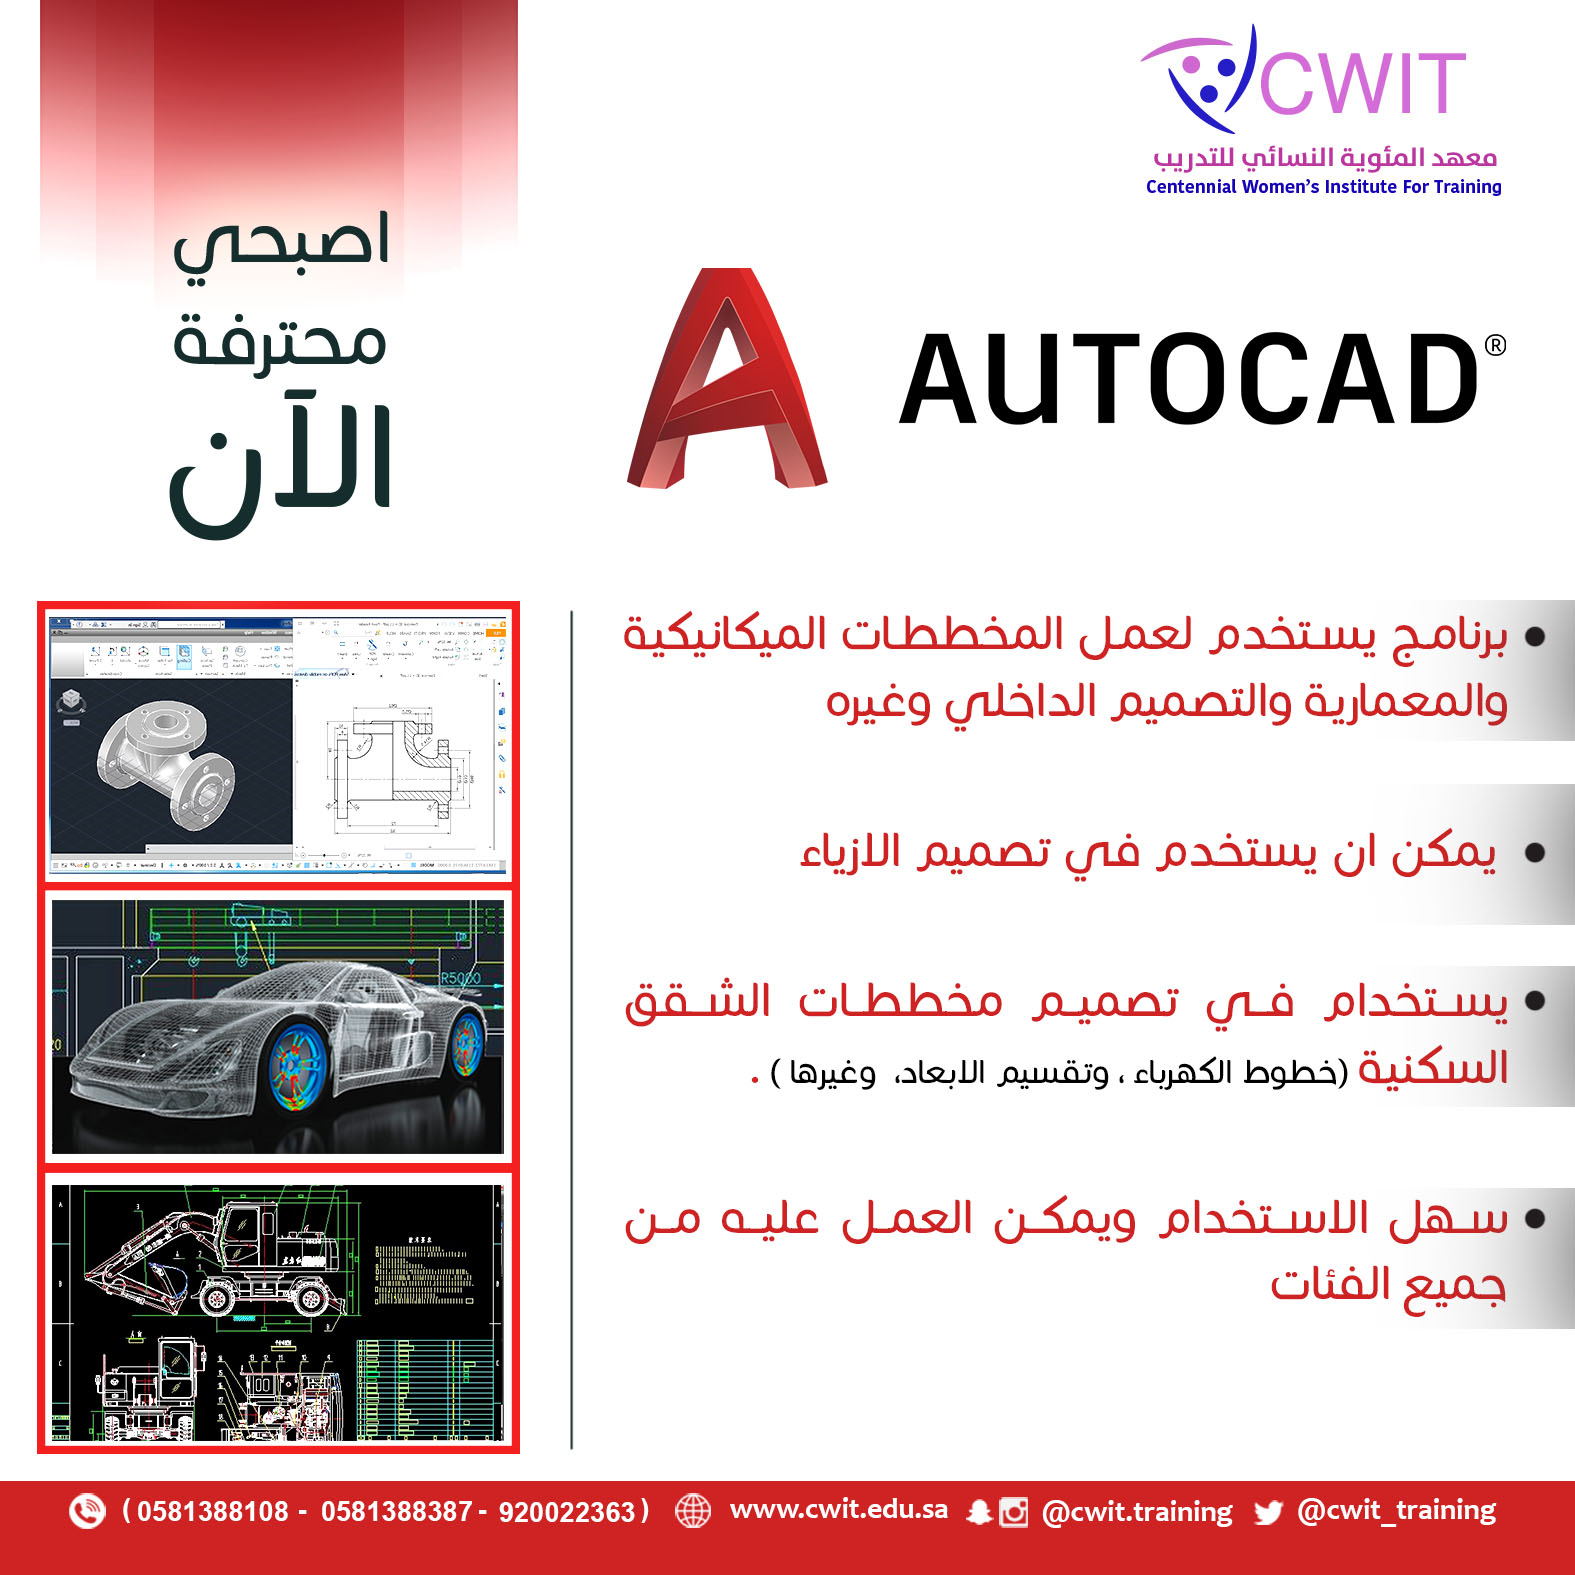 CWIT
معهد المئوية النسائي للتدريب
Centennial Women's Institute For Training
اصبحي
محترفة
الآن
AUTOCAD®
برنامج يستخدم لعمل المخططات الميكانيكية
والمعمارية والتصميم الداخلي وغيره
يمكن ان يستخدم في تصميم الازياء
يستخدام في تصميم مخططات الشقق
السكنية (خطوط الكهرباء ، وتقسيم الابعاد، وغيرها ) .
سهل الاستخدام ويمكن العمل عليه من
جميع الفئات
R5000
( 0581388108 - 0581388387 - 920022363 )
www.cwit.edu.sa
@cwit.training
@cwit_training